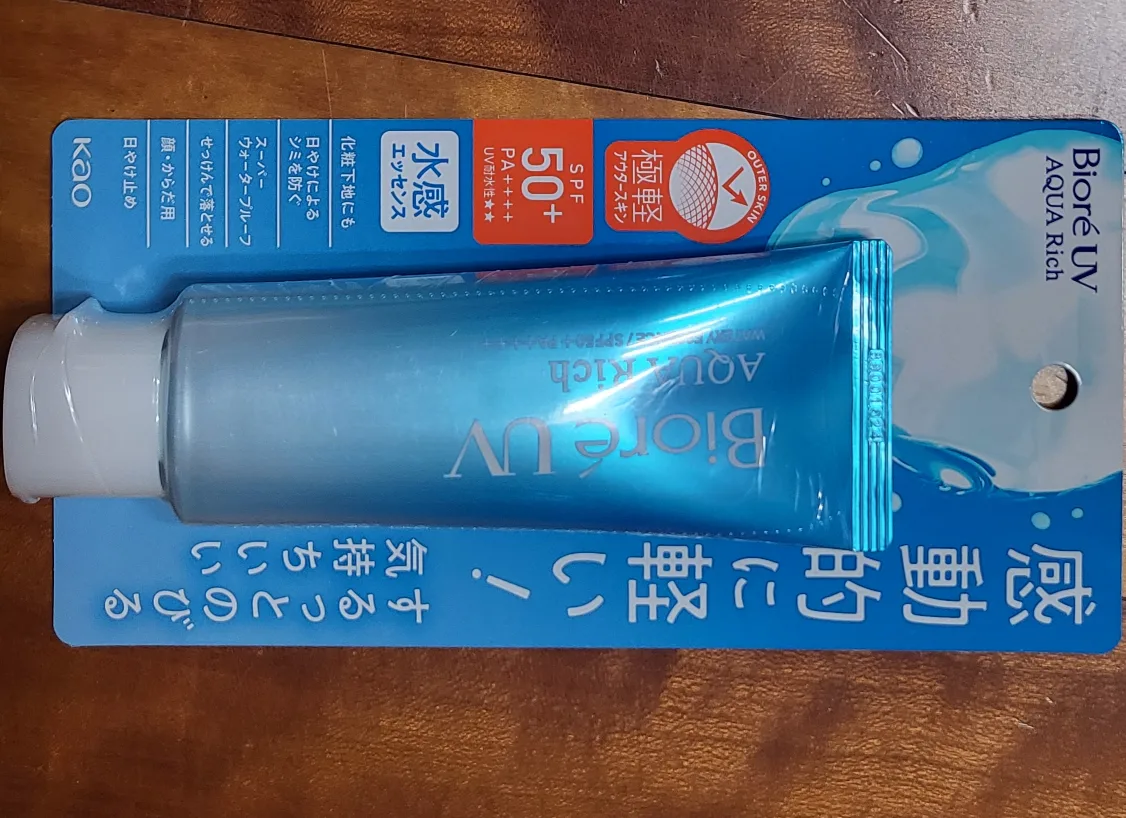 Bioré UV
AQUA Rich
感動的に軽い!
するっとのびる
気持ちいい
OUTER SKIN
極軽
アウタースキン
SPF
50+
PA++++
UV耐水性★★
水感
エッセンス
化粧下地にも
日やけによる
シミを防ぐ
スーパー
ウォータープルーフ
せっけんで落とせる
顔・からだ用
日やけ止め
Kao
Bioré UV
AQUA Rich